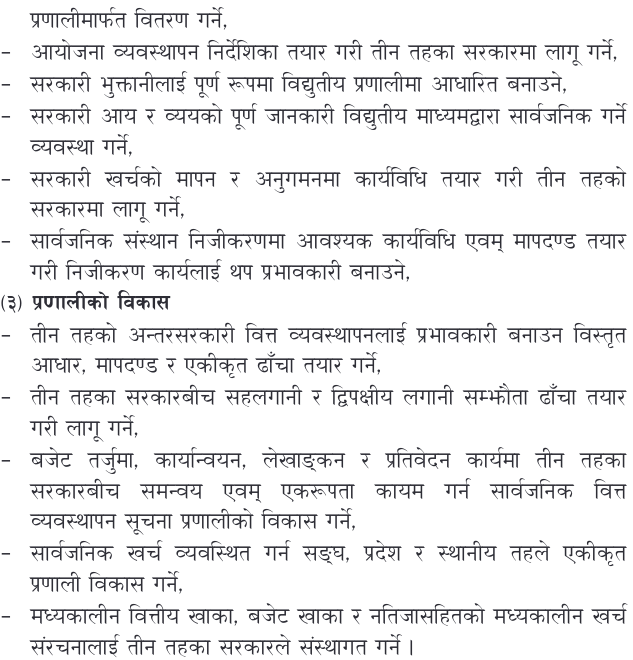 प्रणालीमार्फत वितरण गर्ने,
- आयोजना व्यवस्थापन निर्देशिका तयार गरी तीन तहका सरकारमा लागू गर्ने,
- सरकारी भुक्तानीलाई पूर्ण रूपमा विद्युतीय प्रणालीमा आधारित बनाउने,
- सरकारी आय र व्ययको पूर्ण जानकारी विद्युतीय माध्यमद्वारा सार्वजनिक गर्ने
व्यवस्था गर्ने,
- सरकारी खर्चको मापन र अनुगमनमा कार्यविधि तयार गरी तीन तहको
सरकारमा लागू गर्ने,
- सार्वजनिक संस्थान निजीकरणमा आवश्यक कार्यविधि एवम् मापदण्ड तयार
गरी निजीकरण कार्यलाई थप प्रभावकारी बनाउने,
(३) प्रणालीको विकास
- तीन तहको अन्तरसरकारी वित्त व्यवस्थापनलाई प्रभावकारी बनाउन विस्तृत
आधार, मापदण्ड र एकीकृत ढाँचा तयार गर्ने,
- तीन तहका सरकारबीच सहलगानी र द्विपक्षीय लगानी सम्झौता ढाँचा तयार
गरी लागू गर्ने,
- बजेट तर्जुमा, कार्यान्वयन, लेखाङ्कन र प्रतिवेदन कार्यमा तीन तहका
सरकारबीच समन्वय एवम् एकरूपता कायम गर्न सार्वजनिक वित्त
व्यवस्थापन सूचना प्रणालीको विकास गर्ने,
- सार्वजनिक खर्च व्यवस्थित गर्न सङ्घ, प्रदेश र स्थानीय तहले एकीकृत
प्रणाली विकास गर्ने,
- मध्यकालीन वित्तीय खाका, बजेट खाका र नतिजासहितको मध्यकालीन खर्च
संरचनालाई तीन तहका सरकारले संस्थागत गर्ने ।